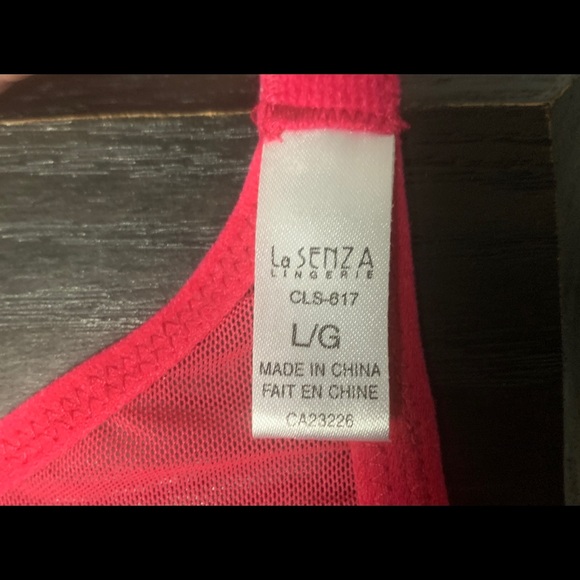 La SENZA
LINGERIE
CLS-617
L/G
MADE IN CHINA
FAIT EN CHINE
CA23226